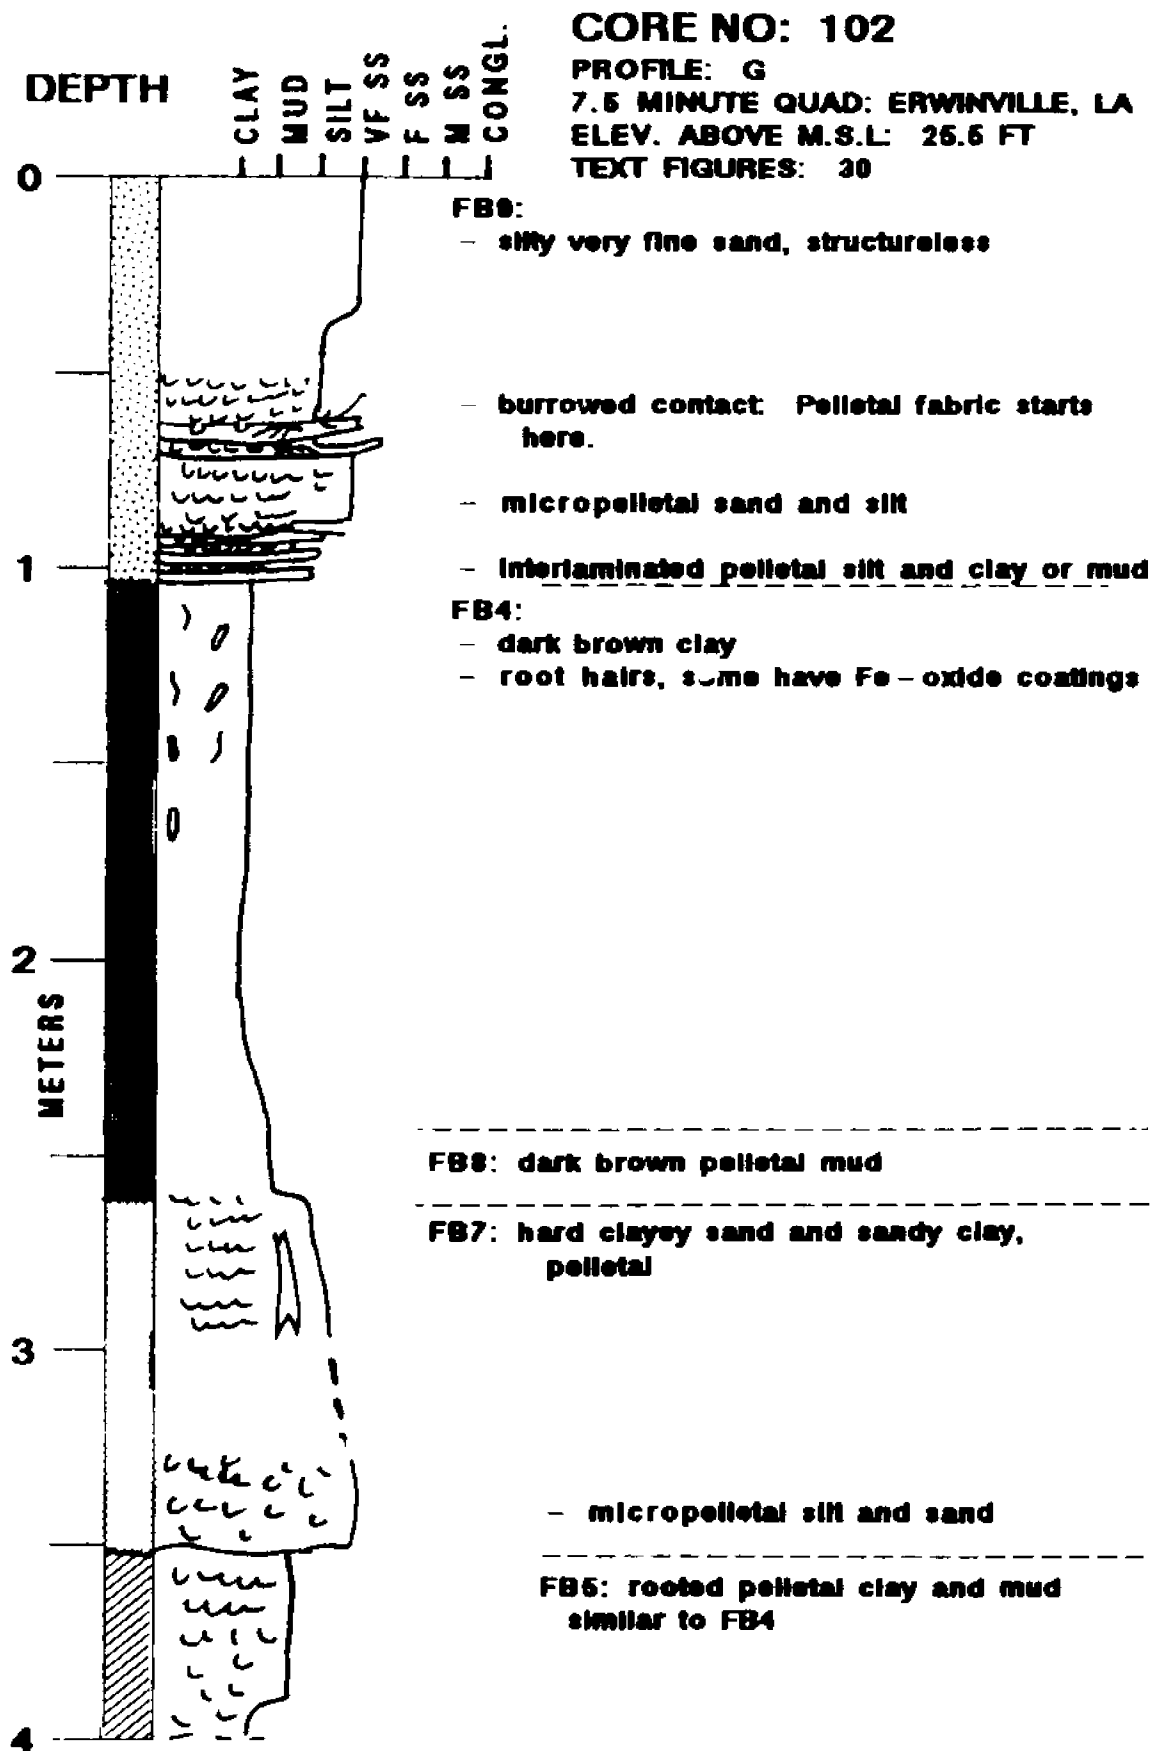 CORE NO: 102
PROFILE: G
7.5 MINUTE QUAD: ERWINVILLE, LA
ELEV. ABOVE M.S.L: 25.5 FT
TEXT FIGURES: 30
DEPTH
CLAY
MUD
SILT
VF SS
F SS
M SS
CONGL.
0
FB9:
– silty very fine sand, structureless
– burrowed contact: Pelletal fabric starts
here.
– micropelletal sand and silt
1
– interlaminated pelletal silt and clay or mud
FB4:
– dark brown clay
– root hairs, some have Fe–oxide coatings
2
METERS
FB8: dark brown pelletal mud
FB7: hard clayey sand and sandy clay,
pelletal
3
– micropelletal silt and sand
FB5: rooted pelletal clay and mud
similar to FB4
4